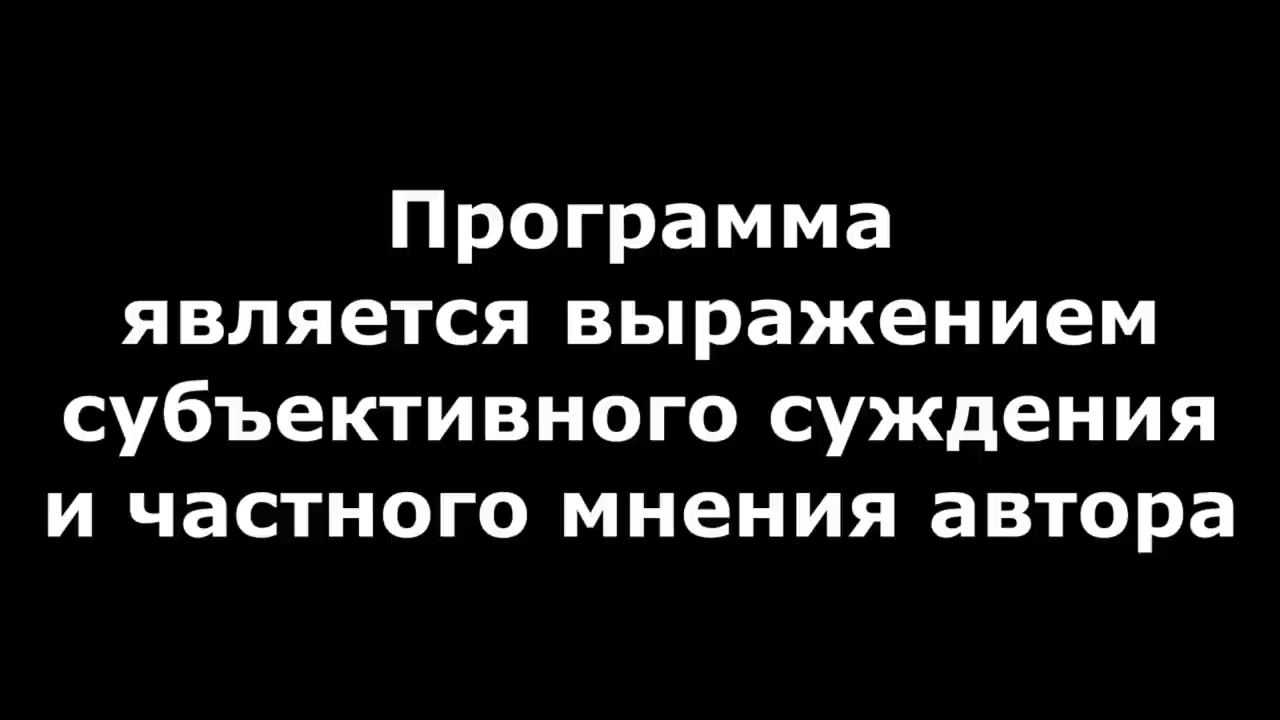 Программа
является выражением
субъективного суждения
и частного мнения автора